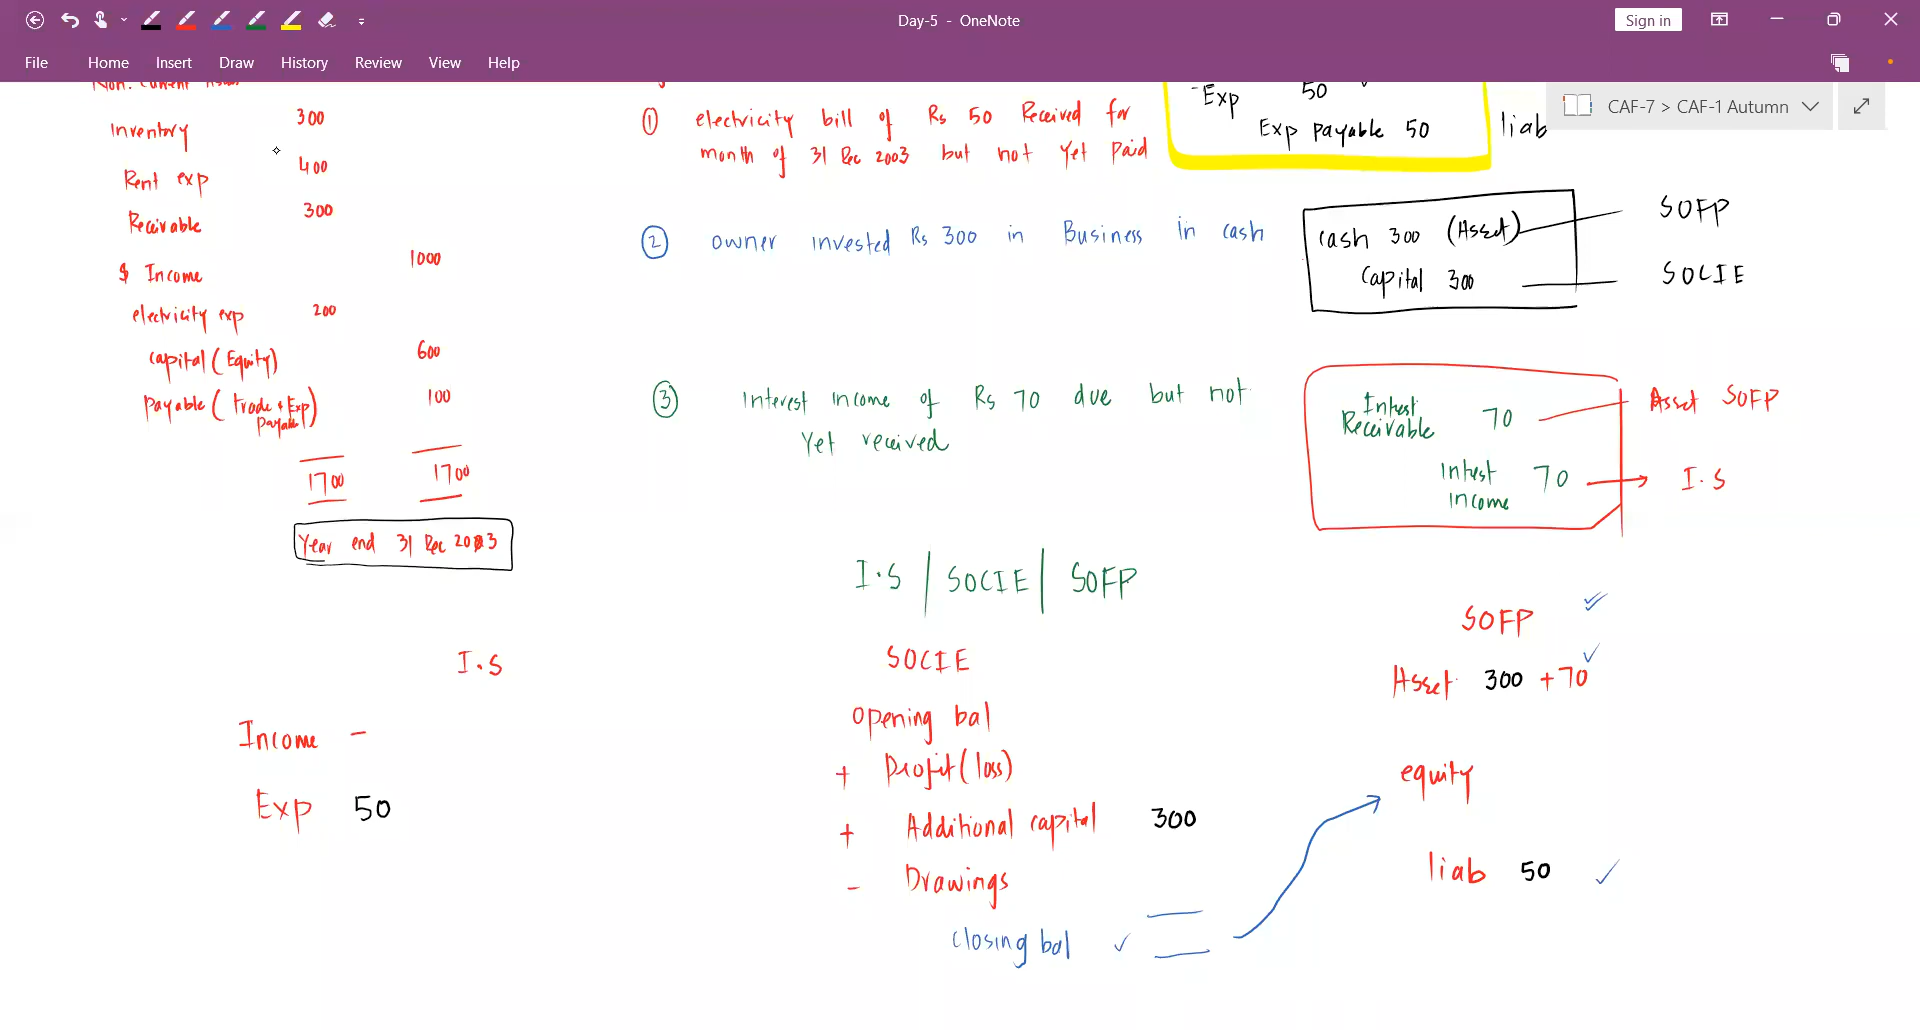 Day-5 - OneNote
Sign in
File Home Insert Draw History Review View Help
CAF-7 > CAF-1 Autumn
Inventory 300
Rent exp 400
Receivable 300
$ Income 1000
electricity exp 200
capital (Equity) 600
payable (trade + Exp payable) 100
1700 1700
Year end 31 Dec 2003
① electricity bill of Rs 50 Received for
month of 31 Dec 2003 but not yet paid
Exp 50
Exp payable 50
liab
② owner invested Rs 300 in Business in cash
cash 300 (Asset) SOFP
capital 300 SOCIE
③ Interest income of Rs 70 due but not
Yet received
Intrest
Receivable 70 Asset SOFP
Intrest
income 70 I.S
I.S | SOCIE | SOFP
I.S
Income -
Exp 50
SOCIE
opening bal
+ Profit (loss)
+ Additional capital 300
- Drawings
closing bal
SOFP
Asset 300 +70
equity
liab 50